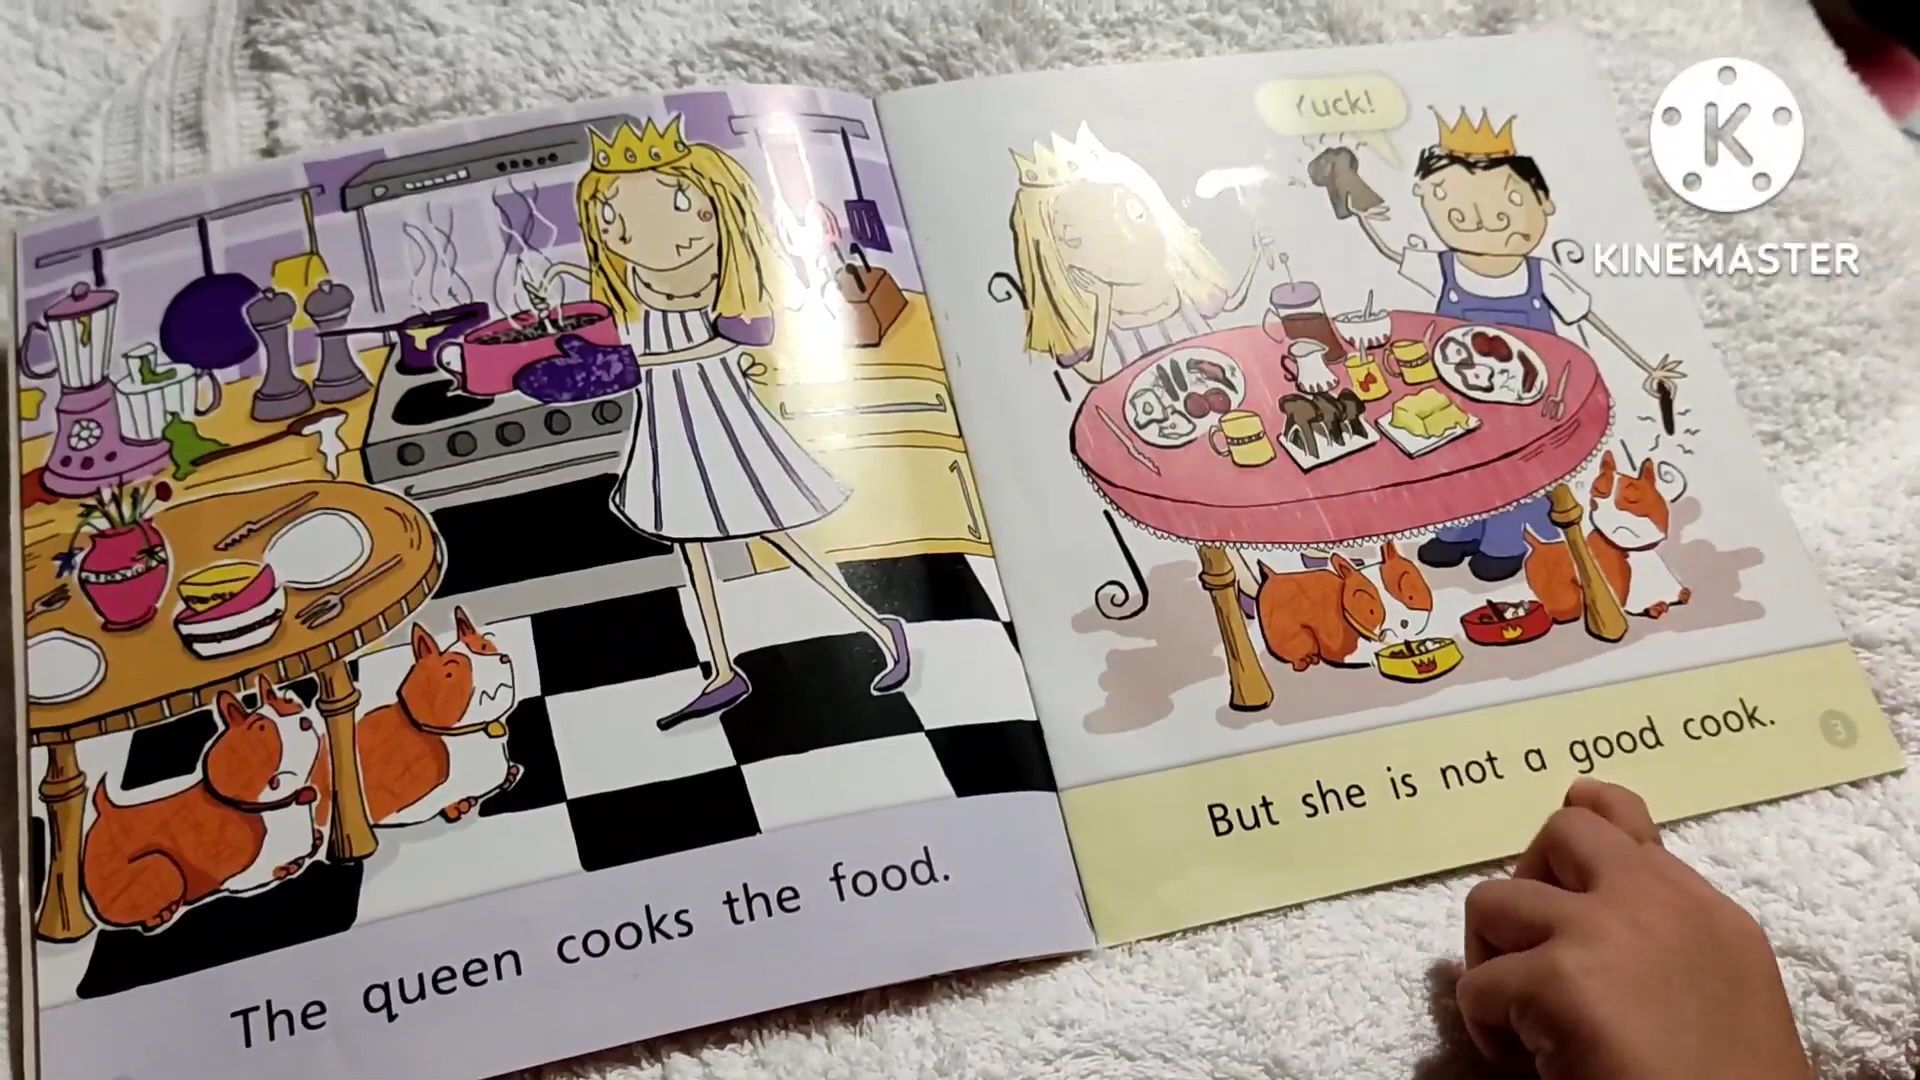 Yuck!
K
KINEMASTER
The queen cooks the food.
But she is not a good cook.
3